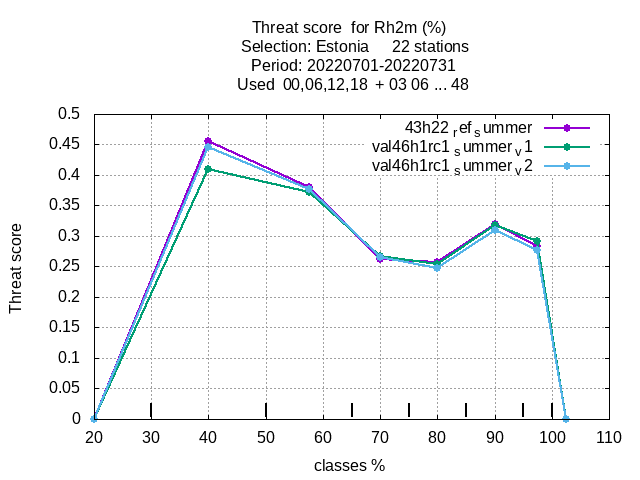 Threat score for Rh2m (%)
Selection: Estonia 22 stations
Period: 20220701-20220731
Used 00,06,12,18 + 03 06 ... 48
0.5
0.45
0.4
0.35
0.3
0.25
0.2
0.15
0.1
0.05
0
Threat score
43h22 ref summer
val46h1rc1 summer v1
val46h1rc1 summer v2
20 30 40 50 60 70 80 90 100 110
classes %